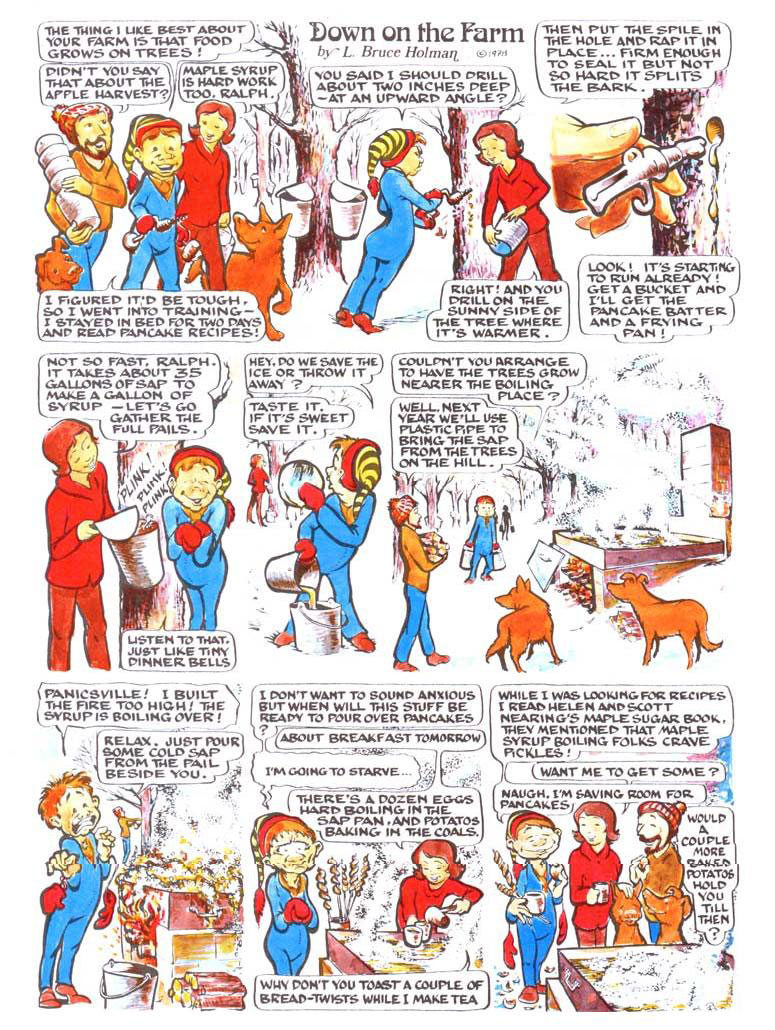 Down on the Farm
by L. Bruce Holman ©1978
THE THING I LIKE BEST ABOUT
YOUR FARM IS THAT FOOD
GROWS ON TREES!
DIDN'T YOU SAY
THAT ABOUT THE
APPLE HARVEST?
MAPLE SYRUP
IS HARD WORK
TOO, RALPH.
I FIGURED IT'D BE TOUGH,
SO I WENT INTO TRAINING—
I STAYED IN BED FOR TWO DAYS
AND READ PANCAKE RECIPES!
YOU SAID I SHOULD DRILL
ABOUT TWO INCHES DEEP
—AT AN UPWARD ANGLE?
RIGHT! AND YOU
DRILL ON THE
SUNNY SIDE OF
THE TREE WHERE
IT'S WARMER.
THEN PUT THE SPILE IN
THE HOLE AND RAP IT IN
PLACE... FIRM ENOUGH
TO SEAL IT BUT NOT
SO HARD IT SPLITS
THE BARK.
LOOK! IT'S STARTING
TO RUN ALREADY!
GET A BUCKET AND
I'LL GET THE
PANCAKE BATTER
AND A FRYING
PAN!
NOT SO FAST, RALPH.
IT TAKES ABOUT 35
GALLONS OF SAP TO
MAKE A GALLON OF
SYRUP —LET'S GO
GATHER THE
FULL PAILS.
PLINK,
PLINK,
PLINK
LISTEN TO THAT,
JUST LIKE TINY
DINNER BELLS
HEY, DO WE SAVE THE
ICE OR THROW IT
AWAY?
TASTE IT.
IF IT'S SWEET
SAVE IT.
COULDN'T YOU ARRANGE
TO HAVE THE TREES GROW
NEARER THE BOILING
PLACE?
WELL, NEXT
YEAR WE'LL USE
PLASTIC PIPE TO
BRING THE SAP
FROM THE TREES
ON THE HILL.
PANICSVILLE! I BUILT
THE FIRE TOO HIGH! THE
SYRUP IS BOILING OVER!
RELAX. JUST POUR
SOME COLD SAP
FROM THE PAIL
BESIDE YOU.
I DON'T WANT TO SOUND ANXIOUS
BUT WHEN WILL THIS STUFF BE
READY TO POUR OVER PANCAKES
?
ABOUT BREAKFAST TOMORROW
I'M GOING TO STARVE...
THERE'S A DOZEN EGGS
HARD BOILING IN THE
SAP PAN, AND POTATOS
BAKING IN THE COALS.
WHY DON'T YOU TOAST A COUPLE OF
BREAD-TWISTS WHILE I MAKE TEA
WHILE I WAS LOOKING FOR RECIPES
I READ HELEN AND SCOTT
NEARING'S MAPLE SUGAR BOOK,
THEY MENTIONED THAT MAPLE
SYRUP BOILING FOLKS CRAVE
PICKLES!
WANT ME TO GET SOME?
NAUGH, I'M SAVING ROOM FOR
PANCAKES
WOULD
A
COUPLE
MORE
BAKED
POTATOS
HOLD
YOU
TILL
THEN
?